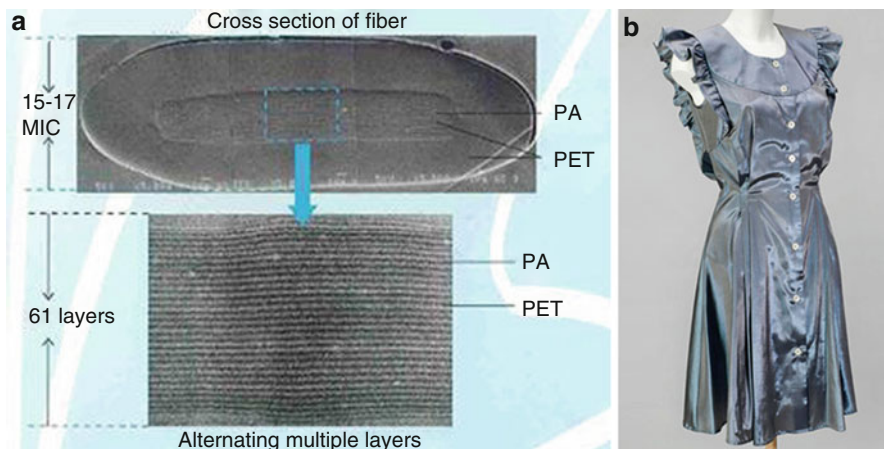 a
Cross section of fiber
15-17
MIC
PA
PET
PA
PET
61 layers
Alternating multiple layers
b